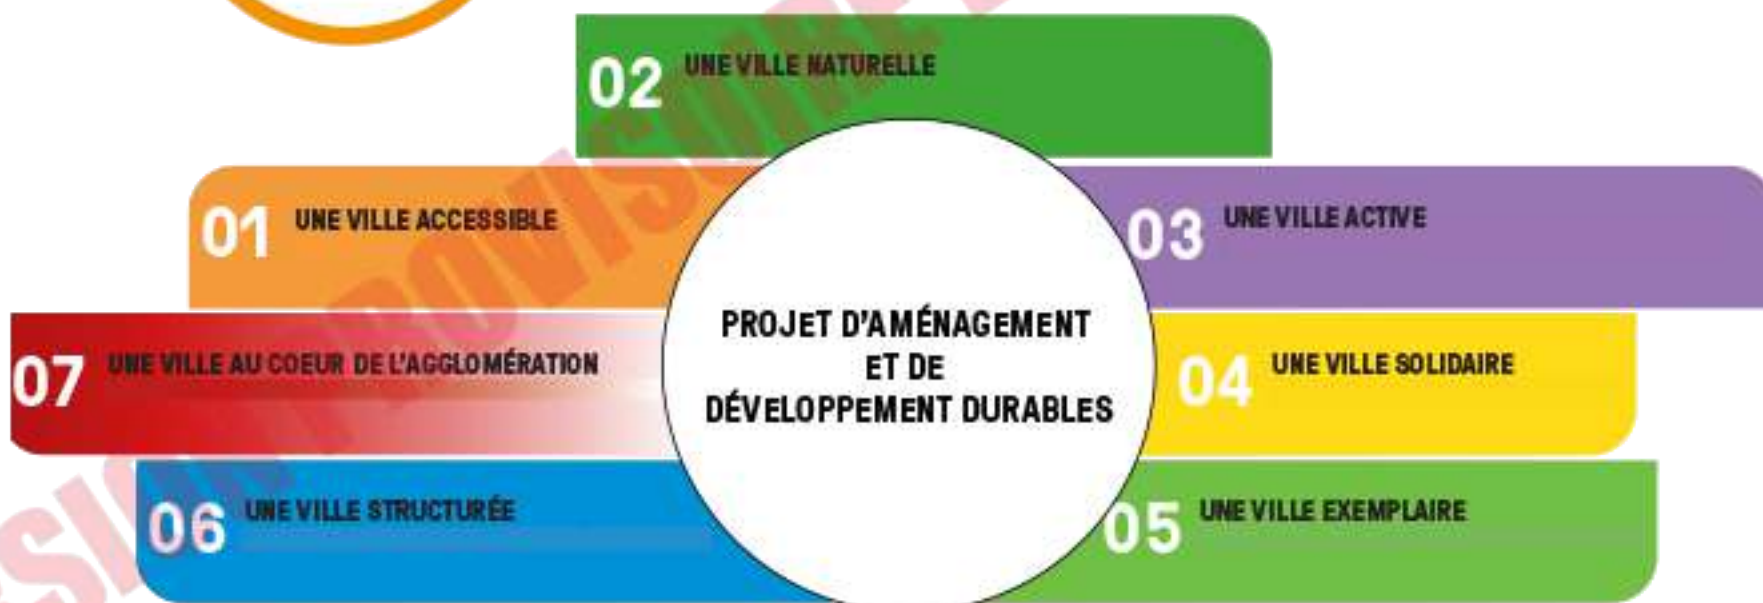 02 UNE VILLE NATURELLE
01 UNE VILLE ACCESSIBLE
03 UNE VILLE ACTIVE
PROJET D'AMÉNAGEMENT
ET DE
DÉVELOPPEMENT DURABLES
07 UNE VILLE AU COEUR DE L'AGGLOMÉRATION
04 UNE VILLE SOLIDAIRE
06 UNE VILLE STRUCTURÉE
05 UNE VILLE EXEMPLAIRE